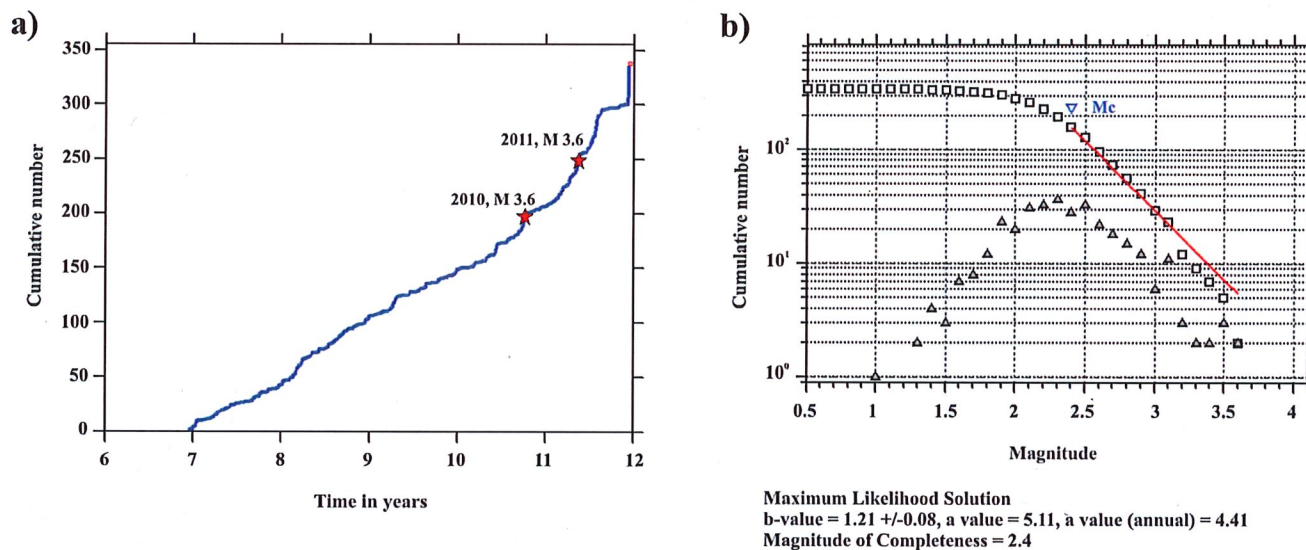 a)
350
300
250
200
150
100
50
0
Cumulative number
2011, M 3.6
2010, M 3.6
6 7 8 9 10 11 12
Time in years
b)
Mc
10²
10¹
10⁰
Cumulative number
0.5 1 1.5 2 2.5 3 3.5 4
Magnitude
Maximum Likelihood Solution
b-value = 1.21 +/-0.08, a value = 5.11, a value (annual) = 4.41
Magnitude of Completeness = 2.4